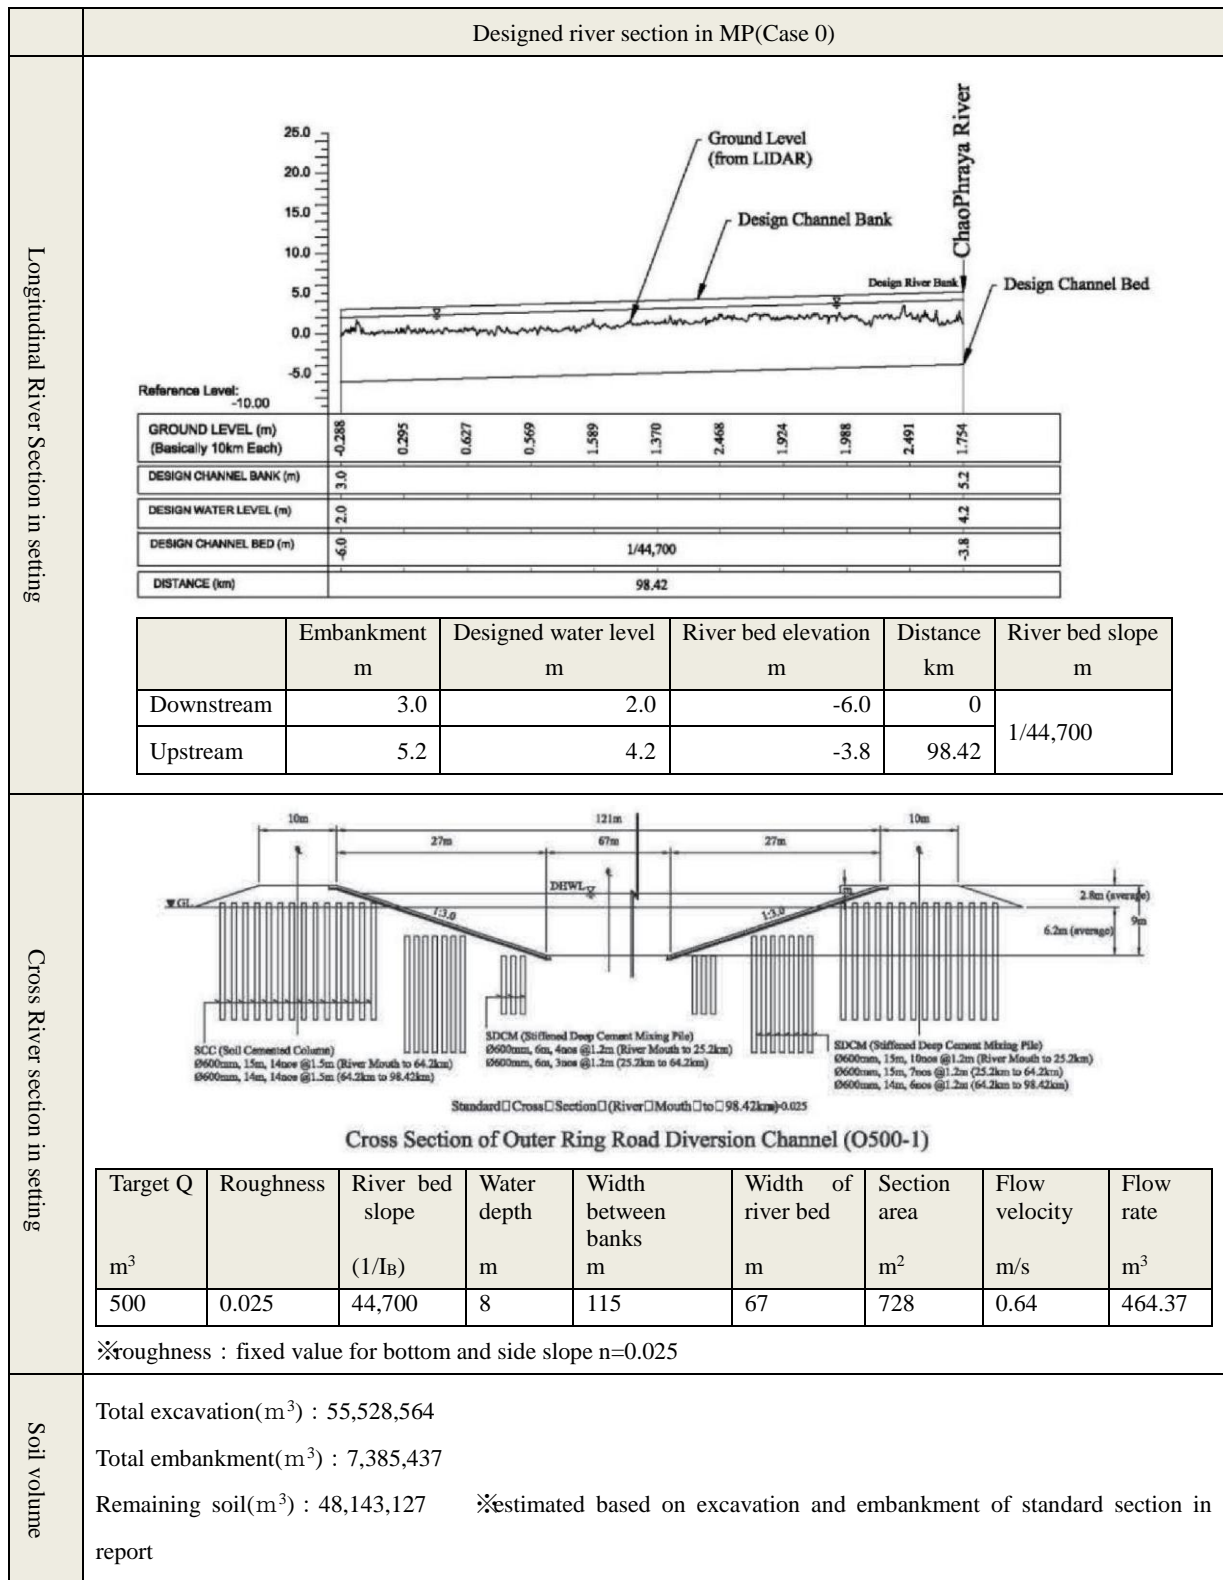 Designed river section in MP(Case 0)
Longitudinal River Section in setting
25.0
20.0
15.0
10.0
5.0
0.0
-5.0
Reference Level:
-10.00
Ground Level
(from LIDAR)
Design Channel Bank
ChaoPhraya River
Design River Bank
Design Channel Bed
GROUND LEVEL (m)
(Basically 10km Each)
-0.288 0.295 0.627 0.569 1.589 1.370 2.468 1.924 1.988 2.491 1.734
DESIGN CHANNEL BANK (m) 3.0 5.2
DESIGN WATER LEVEL (m) 2.0 4.2
DESIGN CHANNEL BED (m) -6.0 1/44,700 -3.8
DISTANCE (km) 98.42
Embankment Designed water level River bed elevation Distance River bed slope
m m m km m
Downstream 3.0 2.0 -6.0 0 1/44,700
Upstream 5.2 4.2 -3.8 98.42
Cross River section in setting
10m 121m 10m
27m 67m 27m
DHWL
GL
1:3.0 1:3.0
2.8m (average)
9m
6.2m (average)
SCC (Soil Cemented Column)
Ø600mm, 15m, 14nos @1.5m (River Mouth to 64.2km)
Ø600mm, 14m, 14nos @1.5m (64.2km to 98.42km)
SDCM (Stiffened Deep Cement Mixing Pile)
Ø600mm, 6m, 4nos @1.2m (River Mouth to 25.2km)
Ø600mm, 6m, 3nos @1.2m (25.2km to 64.2km)
SDCM (Stiffened Deep Cement Mixing Pile)
Ø600mm, 15m, 10nos @1.2m (River Mouth to 25.2km)
Ø600mm, 15m, 7nos @1.2m (25.2km to 64.2km)
Ø600mm, 14m, 6nos @1.2m (64.2km to 98.42km)
Standard□Cross□Section□(River□Mouth□to□98.42km)-0.025
Cross Section of Outer Ring Road Diversion Channel (O500-1)
Target Q Roughness River bed slope Water depth Width between banks Width of river bed Section area Flow velocity Flow rate
m³ (1/IB) m m m m² m/s m³
500 0.025 44,700 8 115 67 728 0.64 464.37
※roughness：fixed value for bottom and side slope n=0.025
Soil volume
Total excavation(m³)：55,528,564
Total embankment(m³)：7,385,437
Remaining soil(m³)：48,143,127 ※estimated based on excavation and embankment of standard section in
report